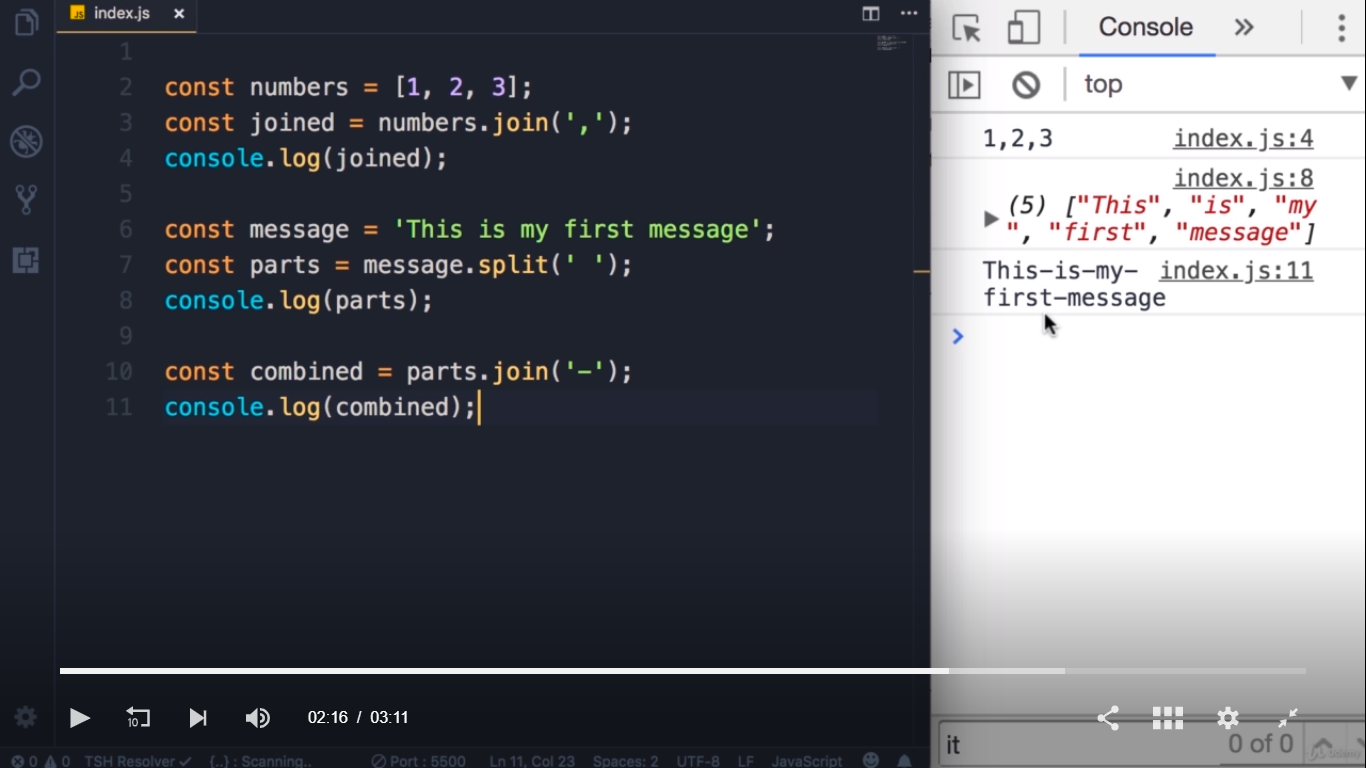 JS index.js ×
1
2 const numbers = [1, 2, 3];
3 const joined = numbers.join(',');
4 console.log(joined);
5
6 const message = 'This is my first message';
7 const parts = message.split(' ');
8 console.log(parts);
9
10 const combined = parts.join('-');
11 console.log(combined);
Console
top
1,2,3 index.js:4
index.js:8
(5) ["This", "is", "my
", "first", "message"]
This-is-my- index.js:11
first-message
10
02:16 / 03:11
it 0 of 0
0 0 TSH Resolver {..} : Scanning.. Port : 5500 Ln 11, Col 23 Spaces: 2 UTF-8 LF JavaScript